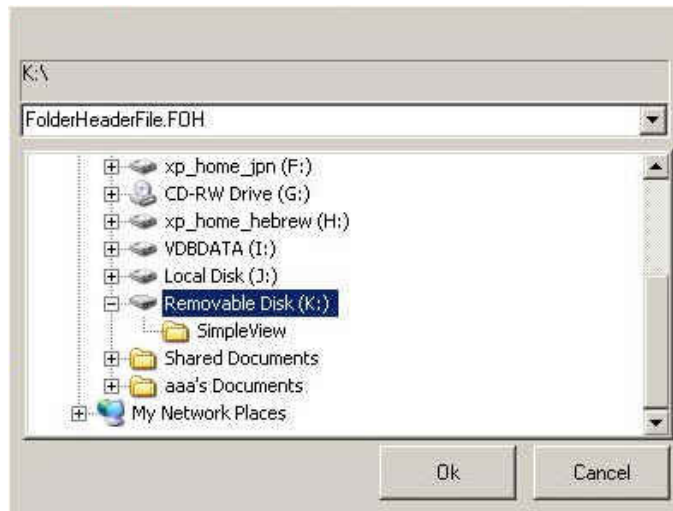 K:\
FolderHeaderFile.FOH
xp_home_jpn (F:)
CD-RW Drive (G:)
xp_home_hebrew (H:)
VDBDATA (I:)
Local Disk (J:)
Removable Disk (K:)
SimpleView
Shared Documents
aaa's Documents
My Network Places
Ok
Cancel